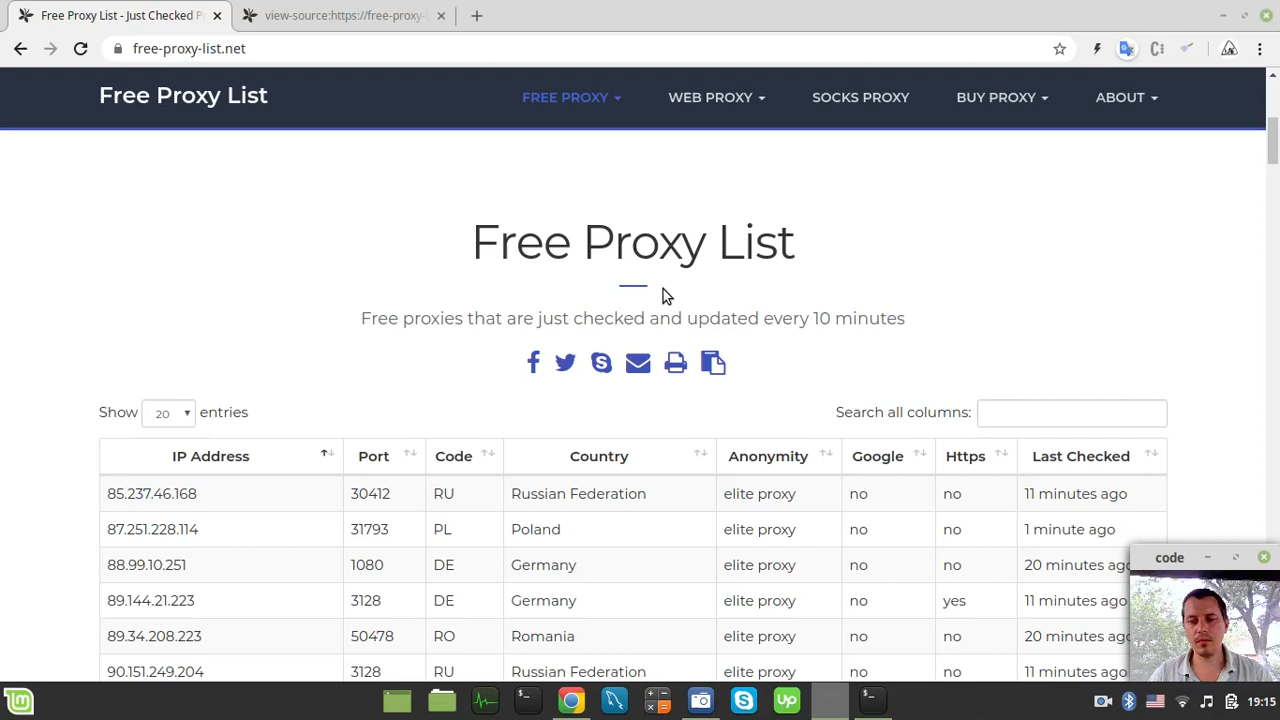 Free Proxy List - Just Checked P
view-source:https://free-proxy-
free-proxy-list.net
Free Proxy List
FREE PROXY
WEB PROXY
SOCKS PROXY
BUY PROXY
ABOUT
Free Proxy List
Free proxies that are just checked and updated every 10 minutes
Show 20 entries
Search all columns:
IP Address Port Code Country Anonymity Google Https Last Checked
85.237.46.168 30412 RU Russian Federation elite proxy no no 11 minutes ago
87.251.228.114 31793 PL Poland elite proxy no no 1 minute ago
88.99.10.251 1080 DE Germany elite proxy no no 20 minutes ago
89.144.21.223 3128 DE Germany elite proxy no yes 11 minutes ago
89.34.208.223 50478 RO Romania elite proxy no no 20 minutes ago
90.151.249.204 3128 RU Russian Federation elite proxy no no 11 minutes ago
code
Up
19:15